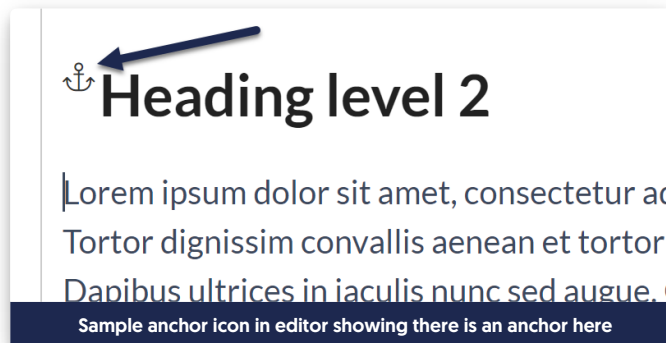 Heading level 2
Lorem ipsum dolor sit amet, consectetur
Tortor dignissim convallis aenean et tortor
Dapibus ultrices in iaculis nunc sed augue.
Sample anchor icon in editor showing there is an anchor here